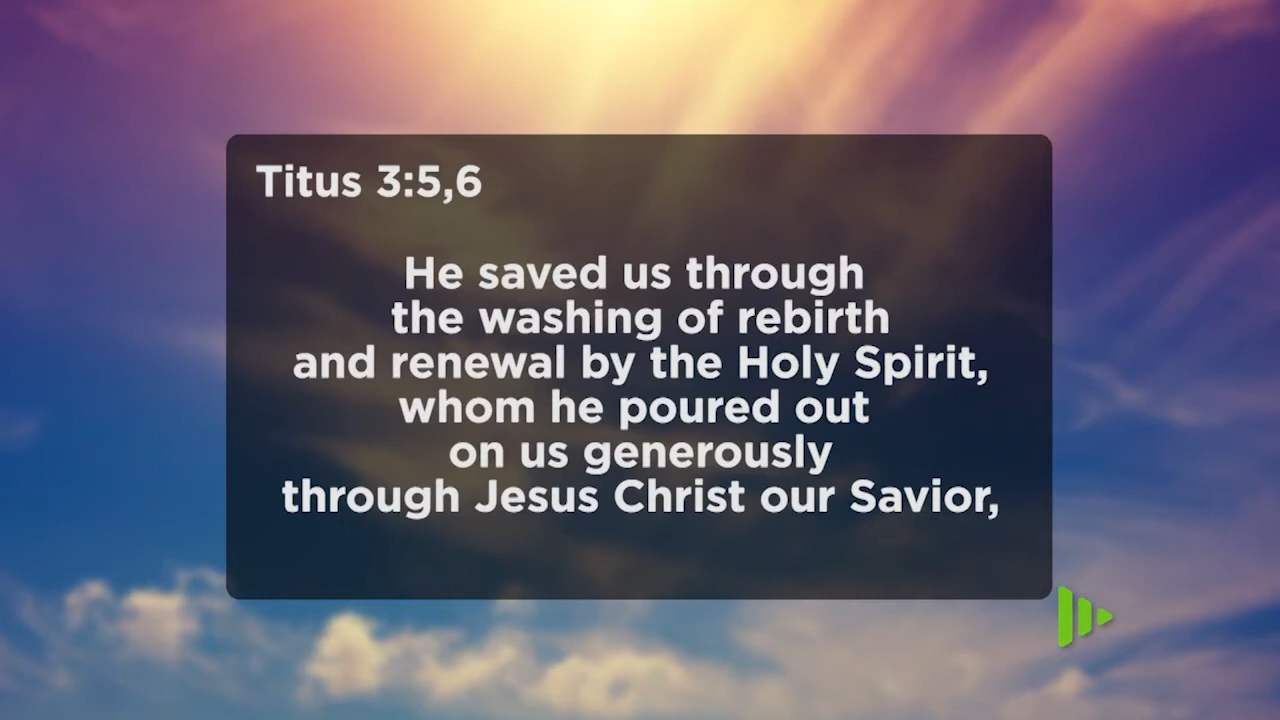 Titus 3:5,6
He saved us through
the washing of rebirth
and renewal by the Holy Spirit,
whom he poured out
on us generously
through Jesus Christ our Savior,